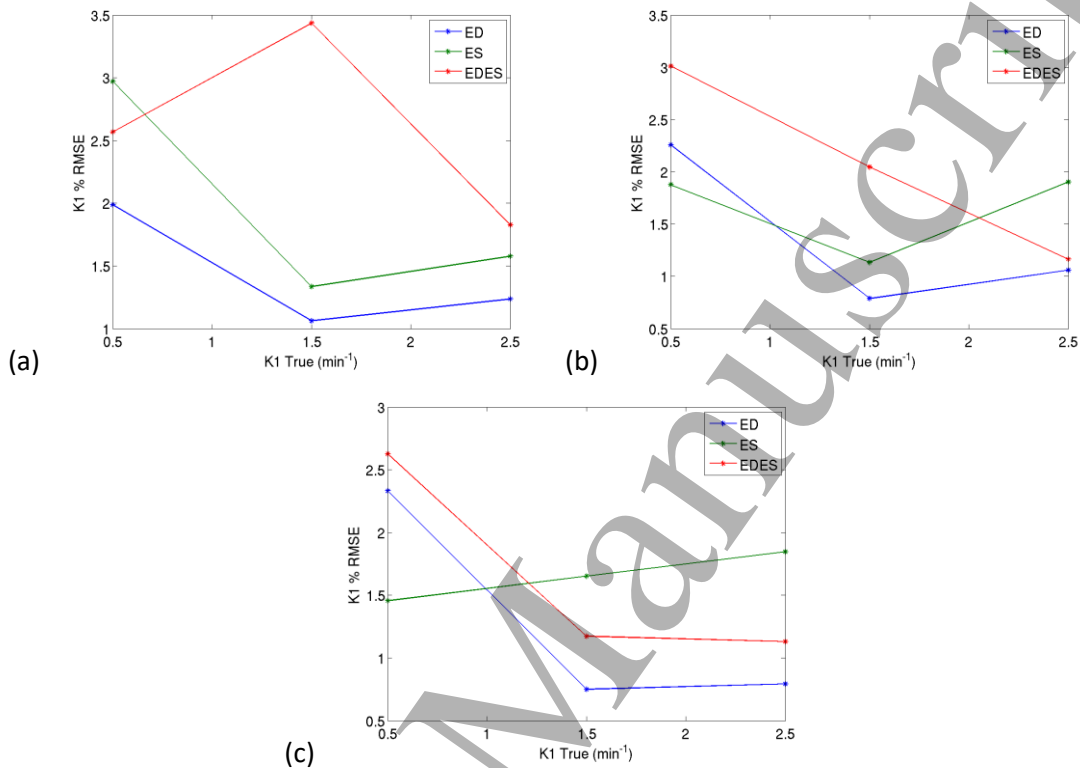 3.5
3
2.5
2
1.5
1
K1 % RMSE
0.5 1 1.5 2 2.5
K1 True (min-1)
ED
ES
EDES
(a)
3.5
3
2.5
2
1.5
1
0.5
K1 % RMSE
0.5 1 1.5 2 2.5
K1 True (min-1)
ED
ES
EDES
(b)
3
2.5
2
1.5
1
0.5
K1 % RMSE
0.5 1 1.5 2 2.5
K1 True (min-1)
ED
ES
EDES
(c)
Manuscri